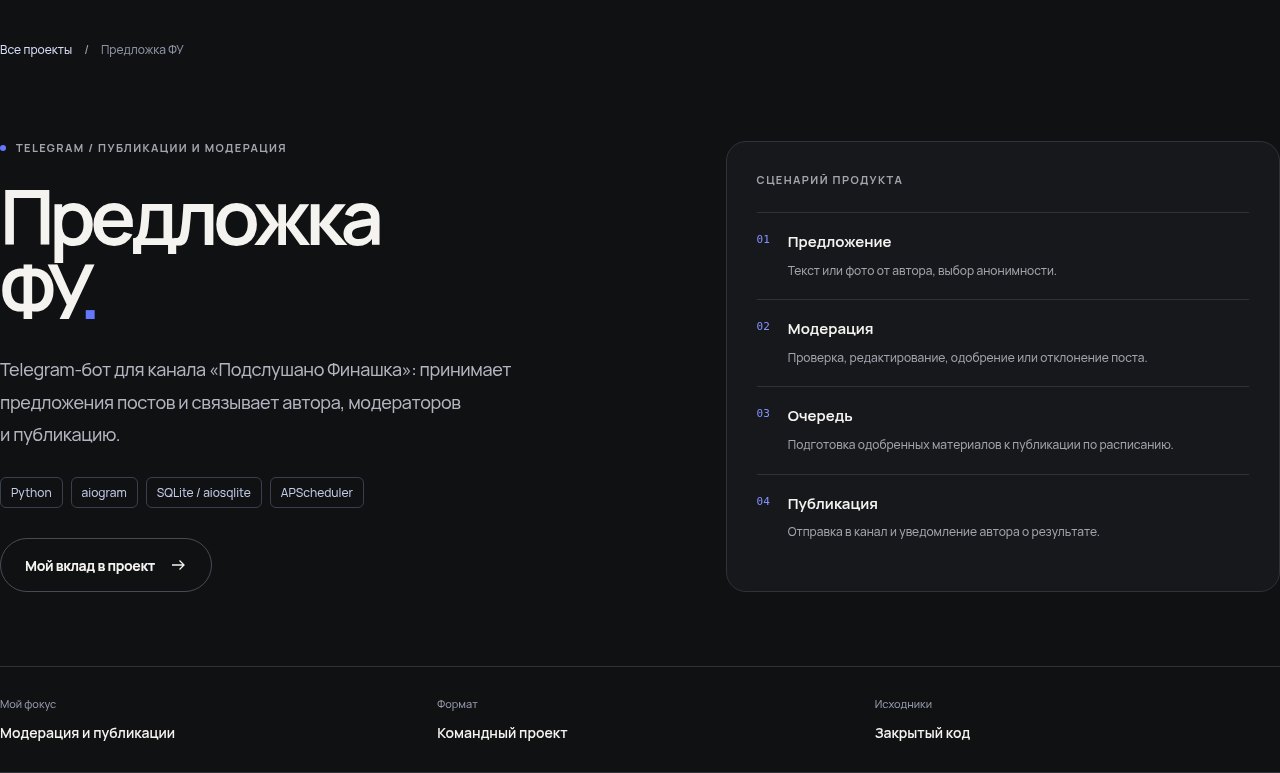 Все проекты / Предложка ФУ
TELEGRAM / ПУБЛИКАЦИИ И МОДЕРАЦИЯ
Предложка
ФУ.
Telegram-бот для канала «Подслушано Финашка»: принимает
предложения постов и связывает автора, модераторов
и публикацию.
Python
aiogram
SQLite / aiosqlite
APScheduler
Мой вклад в проект →
СЦЕНАРИЙ ПРОДУКТА
01 Предложение
Текст или фото от автора, выбор анонимности.
02 Модерация
Проверка, редактирование, одобрение или отклонение поста.
03 Очередь
Подготовка одобренных материалов к публикации по расписанию.
04 Публикация
Отправка в канал и уведомление автора о результате.
Мой фокус
Модерация и публикации
Формат
Командный проект
Исходники
Закрытый код